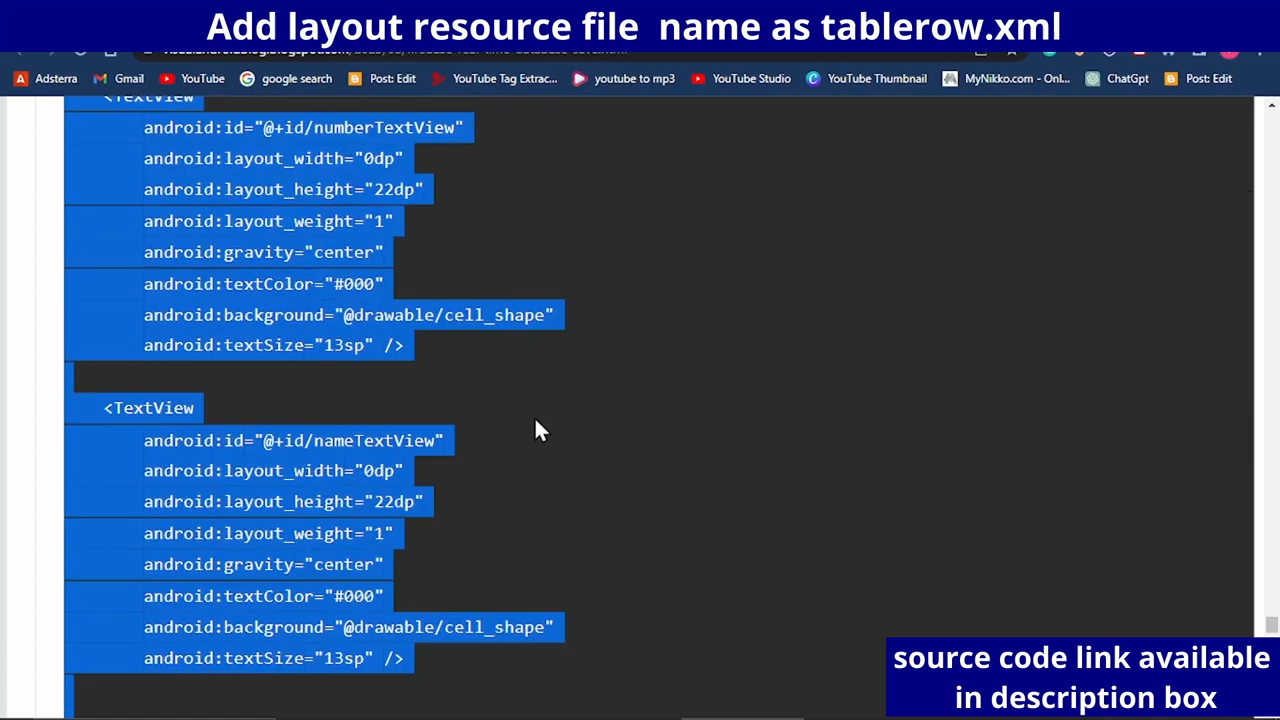 Add layout resource file name as tablerow.xml
Adsterra
Gmail
YouTube
google search
Post Edit
YouTube Tag Extrac...
youtube to mp3
YouTube Studio
YouTube Thumbnail
MyNikko.com - Onl...
ChatGpt
Post Edit
<TextView
android:id="@+id/numberTextView"
android:layout_width="0dp"
android:layout_height="22dp"
android:layout_weight="1"
android:gravity="center"
android:textColor="#000"
android:background="@drawable/cell_shape"
android:textSize="13sp" />
<TextView
android:id="@+id/nameTextView"
android:layout_width="0dp"
android:layout_height="22dp"
android:layout_weight="1"
android:gravity="center"
android:textColor="#000"
android:background="@drawable/cell_shape"
android:textSize="13sp" />
source code link available
in description box